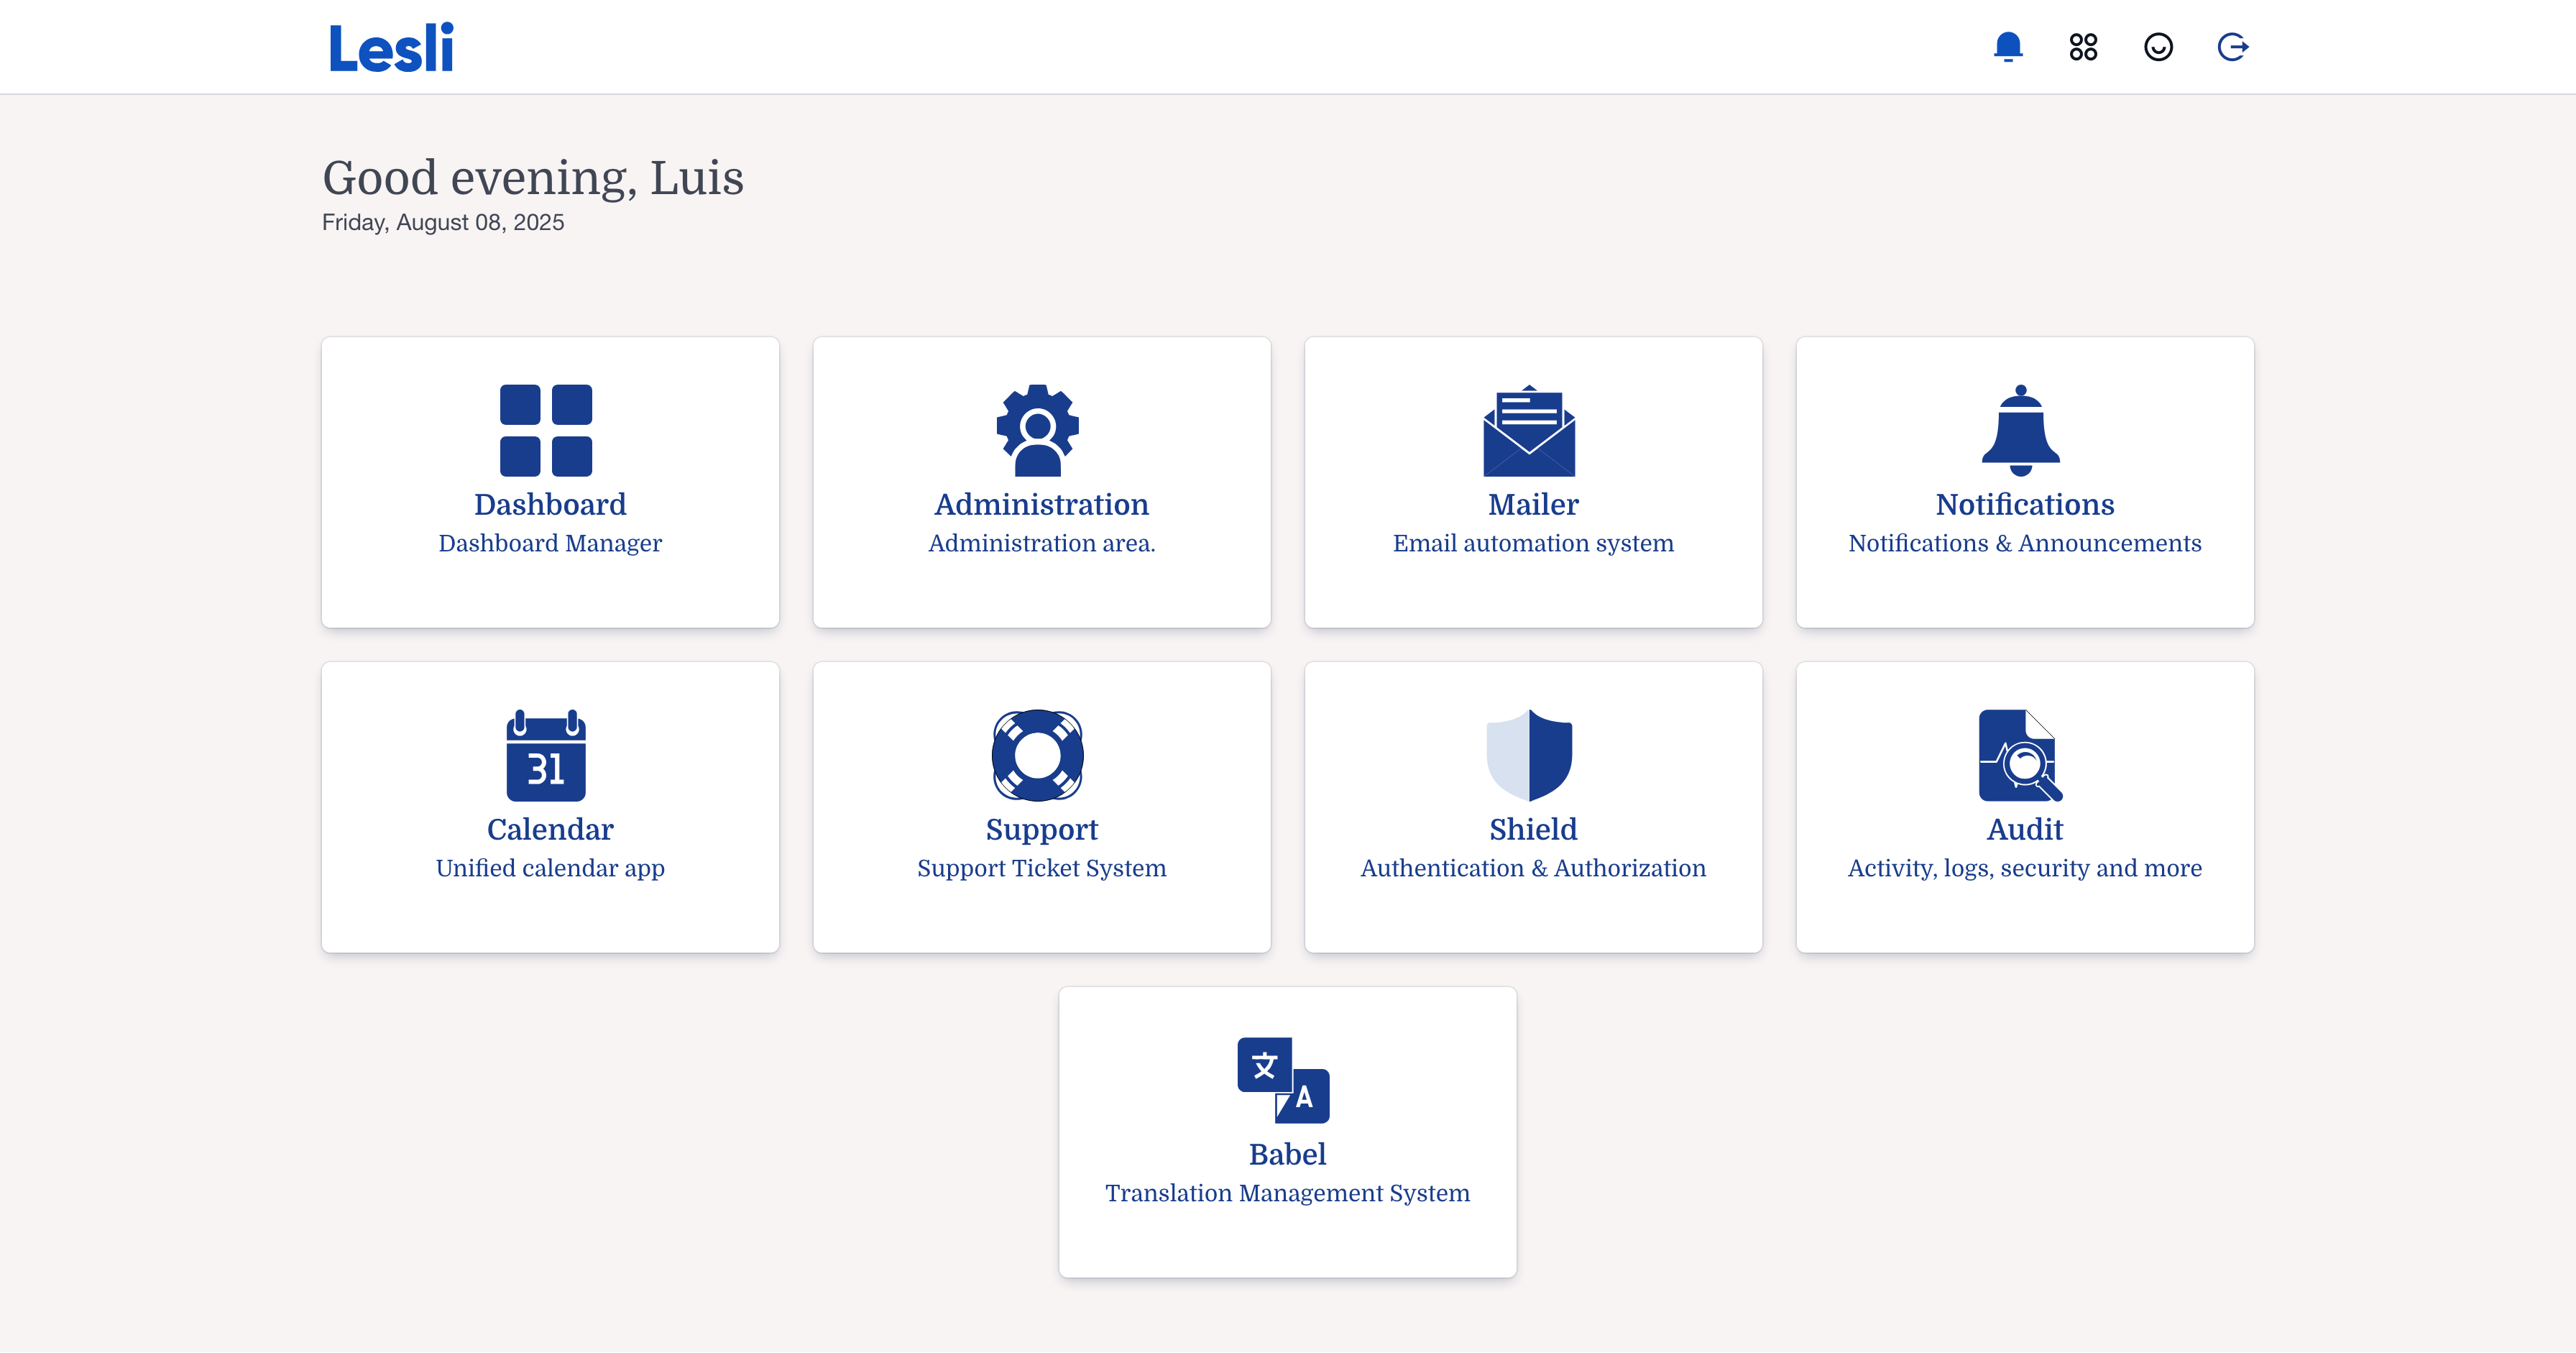 Lesli
Good evening, Luis
Friday, August 08, 2025
Dashboard
Dashboard Manager
Administration
Administration area.
Mailer
Email automation system
Notifications
Notifications & Announcements
31
Calendar
Unified calendar app
Support
Support Ticket System
Shield
Authentication & Authorization
Audit
Activity, logs, security and more
文
A
Babel
Translation Management System